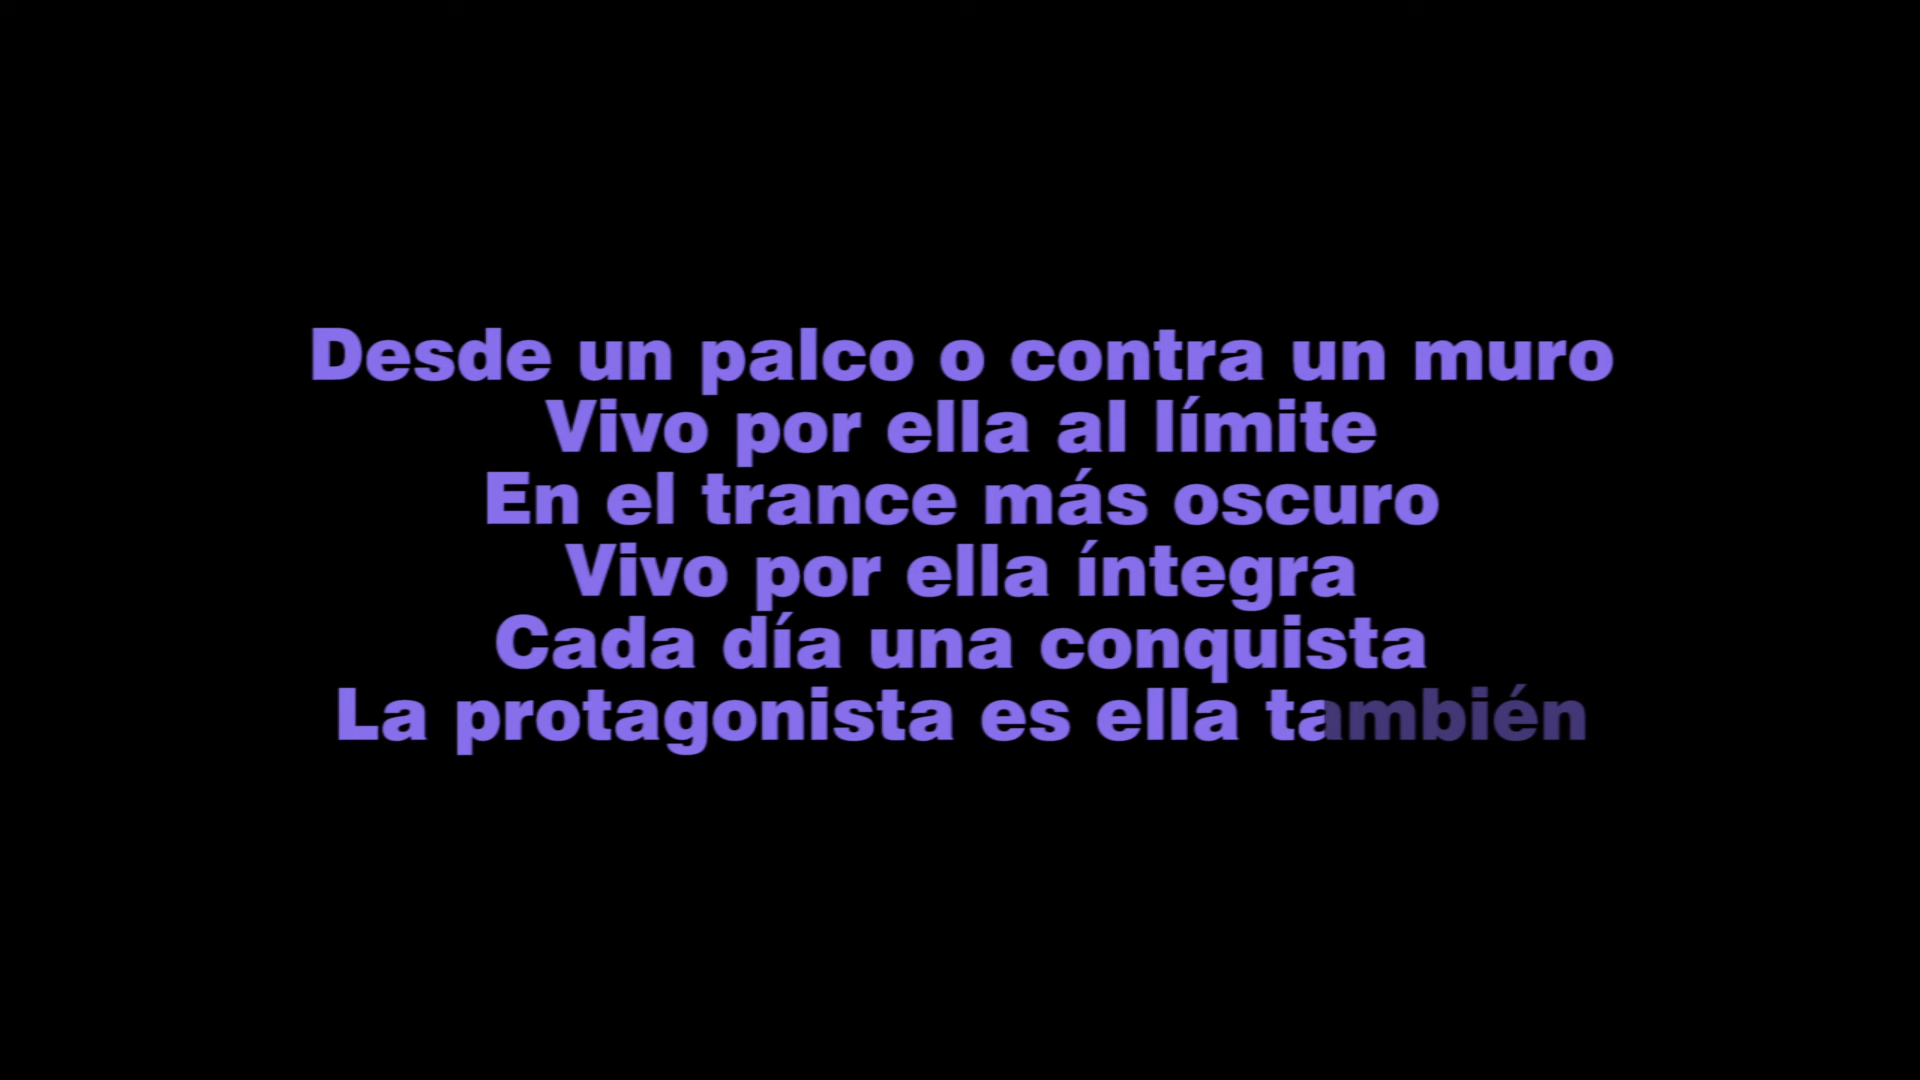 Desde un palco o contra un muro
Vivo por ella al límite
En el trance más oscuro
Vivo por ella íntegra
Cada día una conquista
La protagonista es ella también